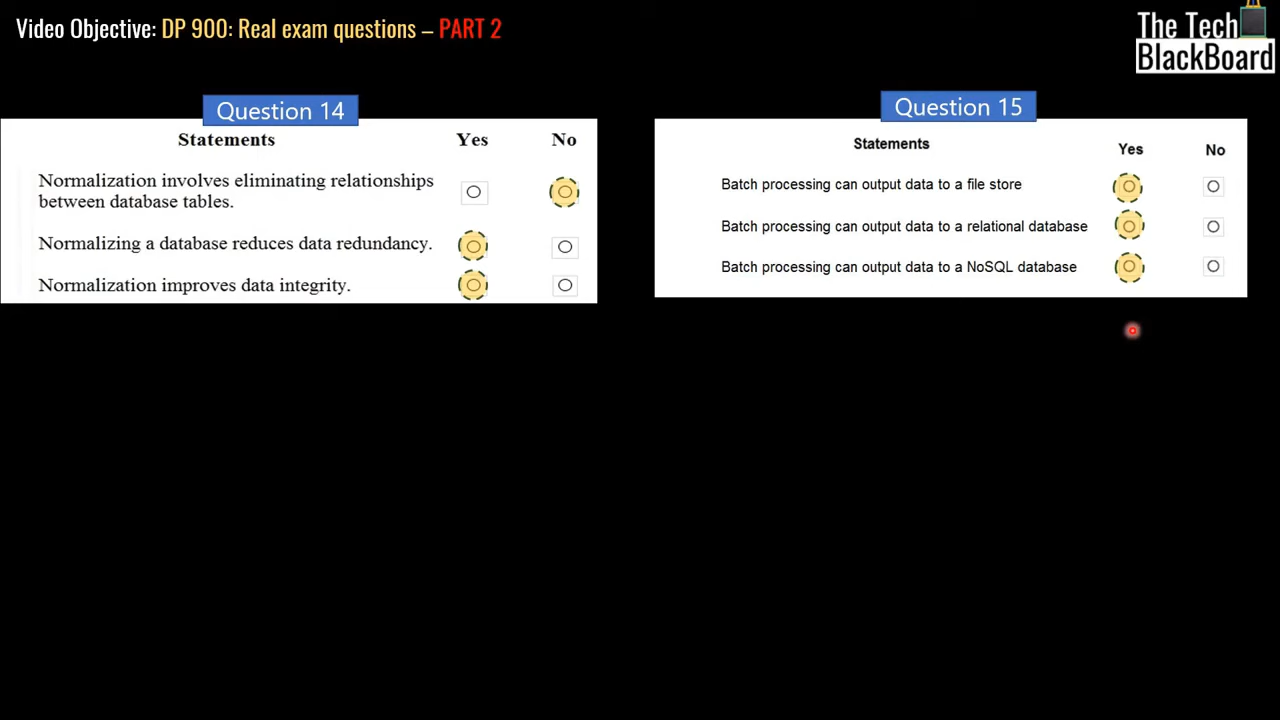 Video Objective: DP 900: Real exam questions – PART 2
The Tech
BlackBoard
Question 14
Statements Yes No
Normalization involves eliminating relationships
between database tables.
Normalizing a database reduces data redundancy.
Normalization improves data integrity.
Question 15
Statements Yes No
Batch processing can output data to a file store
Batch processing can output data to a relational database
Batch processing can output data to a NoSQL database